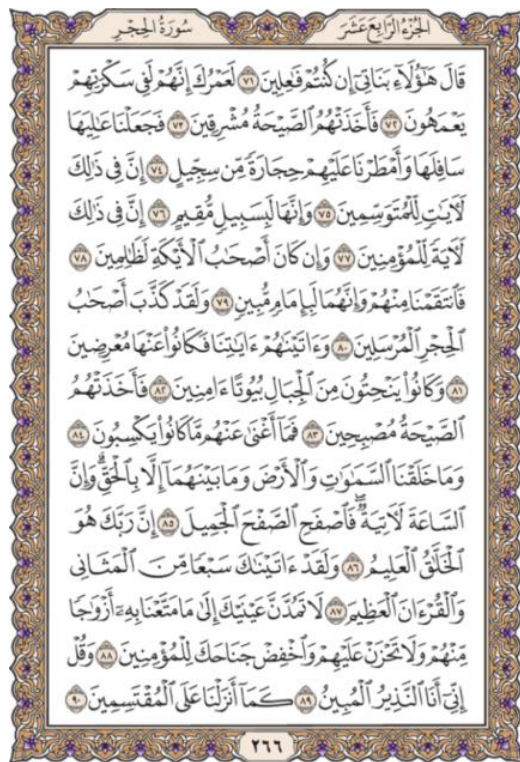 الجُزْءُ الرَّابِعَ عَشَرَ
سُورَةُ الحِجْرِ
قَالَ هَٰٓؤُلَآءِ بَنَاتِىٓ إِن كُنتُمْ فَٰعِلِينَ ٧١ لَعَمْرُكَ إِنَّهُمْ لَفِى سَكْرَتِهِمْ
يَعْمَهُونَ ٧٢ فَأَخَذَتْهُمُ ٱلصَّيْحَةُ مُشْرِقِينَ ٧٣ فَجَعَلْنَا عَٰلِيَهَا
سَافِلَهَا وَأَمْطَرْنَا عَلَيْهِمْ حِجَارَةً مِّن سِجِّيلٍ ٧٤ إِنَّ فِى ذَٰلِكَ
لَءَايَٰتٍ لِّلْمُتَوَسِّمِينَ ٧٥ وَإِنَّهَا لَبِسَبِيلٍ مُّقِيمٍ ٧٦ إِنَّ فِى ذَٰلِكَ
لَءَايَةً لِّلْمُؤْمِنِينَ ٧٧ وَإِن كَانَ أَصْحَٰبُ ٱلْأَيْكَةِ لَظَٰلِمِينَ ٧٨
فَٱنتَقَمْنَا مِنْهُمْ وَإِنَّهُمَا لَبِإِمَامٍ مُّبِينٍ ٧٩ وَلَقَدْ كَذَّبَ أَصْحَٰبُ
ٱلْحِجْرِ ٱلْمُرْسَلِينَ ٨٠ وَءَاتَيْنَٰهُمْ ءَايَٰتِنَا فَكَانُوا۟ عَنْهَا مُعْرِضِينَ
٨١ وَكَانُوا۟ يَنْحِتُونَ مِنَ ٱلْجِبَالِ بُيُوتًا ءَامِنِينَ ٨٢ فَأَخَذَتْهُمُ
ٱلصَّيْحَةُ مُصْبِحِينَ ٨٣ فَمَآ أَغْنَىٰ عَنْهُم مَّا كَانُوا۟ يَكْسِبُونَ ٨٤
وَمَا خَلَقْنَا ٱلسَّمَٰوَٰتِ وَٱلْأَرْضَ وَمَا بَيْنَهُمَآ إِلَّا بِٱلْحَقِّ ۗ وَإِنَّ
ٱلسَّاعَةَ لَءَاتِيَةٌ ۖ فَٱصْفَحِ ٱلصَّفْحَ ٱلْجَمِيلَ ٨٥ إِنَّ رَبَّكَ هُوَ
ٱلْخَلَّٰقُ ٱلْعَلِيمُ ٨٦ وَلَقَدْ ءَاتَيْنَٰكَ سَبْعًا مِّنَ ٱلْمَثَانِى
وَٱلْقُرْءَانَ ٱلْعَظِيمَ ٨٧ لَا تَمُدَّنَّ عَيْنَيْكَ إِلَىٰ مَا مَتَّعْنَا بِهِۦٓ أَزْوَٰجًا
مِّنْهُمْ وَلَا تَحْزَنْ عَلَيْهِمْ وَٱخْفِضْ جَنَاحَكَ لِلْمُؤْمِنِينَ ٨٨ وَقُلْ
إِنِّىٓ أَنَا ٱلنَّذِيرُ ٱلْمُبِينُ ٨٩ كَمَآ أَنزَلْنَا عَلَى ٱلْمُقْتَسِمِينَ ٩٠
٢٦٦